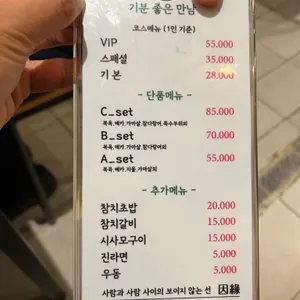 기분 좋은 만남
코스메뉴 (1인 기준)
VIP 55.000
스페셜 35.000
기 본 28.000
- 단품메뉴 -
C_set 85.000
B_set 70.000
A_set 55.000
- 추가메뉴 -
참치초밥 20.000
참치갈비 15.000
시사모구이 15.000
진라면 5.000
우동 5.000
사람과 사람 사이의 보이지 않는 선 因緣